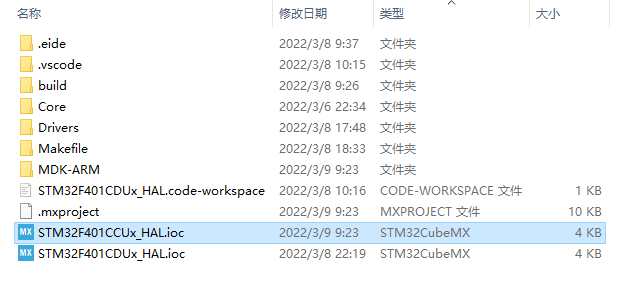 名称 修改日期 类型 大小
.eide 2022/3/8 9:37 文件夹
.vscode 2022/3/8 10:15 文件夹
build 2022/3/8 9:26 文件夹
Core 2022/3/6 22:34 文件夹
Drivers 2022/3/8 17:48 文件夹
Makefile 2022/3/8 18:33 文件夹
MDK-ARM 2022/3/9 9:23 文件夹
STM32F401CDUx_HAL.code-workspace 2022/3/8 10:16 CODE-WORKSPACE 文件 1 KB
.mxproject 2022/3/9 9:23 MXPROJECT 文件 10 KB
MX STM32F401CCUx_HAL.ioc 2022/3/9 9:23 STM32CubeMX 4 KB
MX STM32F401CDUx_HAL.ioc 2022/3/8 22:19 STM32CubeMX 4 KB